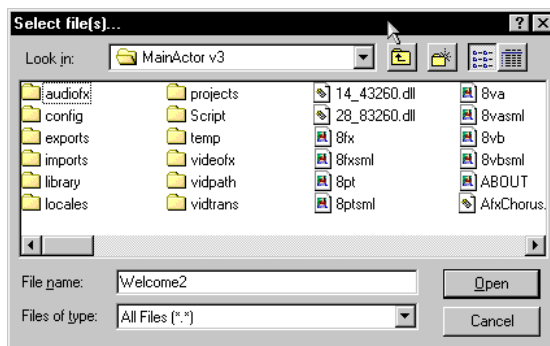 Select file(s)...
Look in: MainActor v3
audiofx projects 14_43260.dll 8va
config Script 28_83260.dll 8vasml
exports temp 8fx 8vb
imports videofx 8fxsml 8vbsml
library vidpath 8pt ABOUT
locales vidtrans 8ptsml AfxChorus.
File name: Welcome2 Open
Files of type: All Files (*.*) Cancel